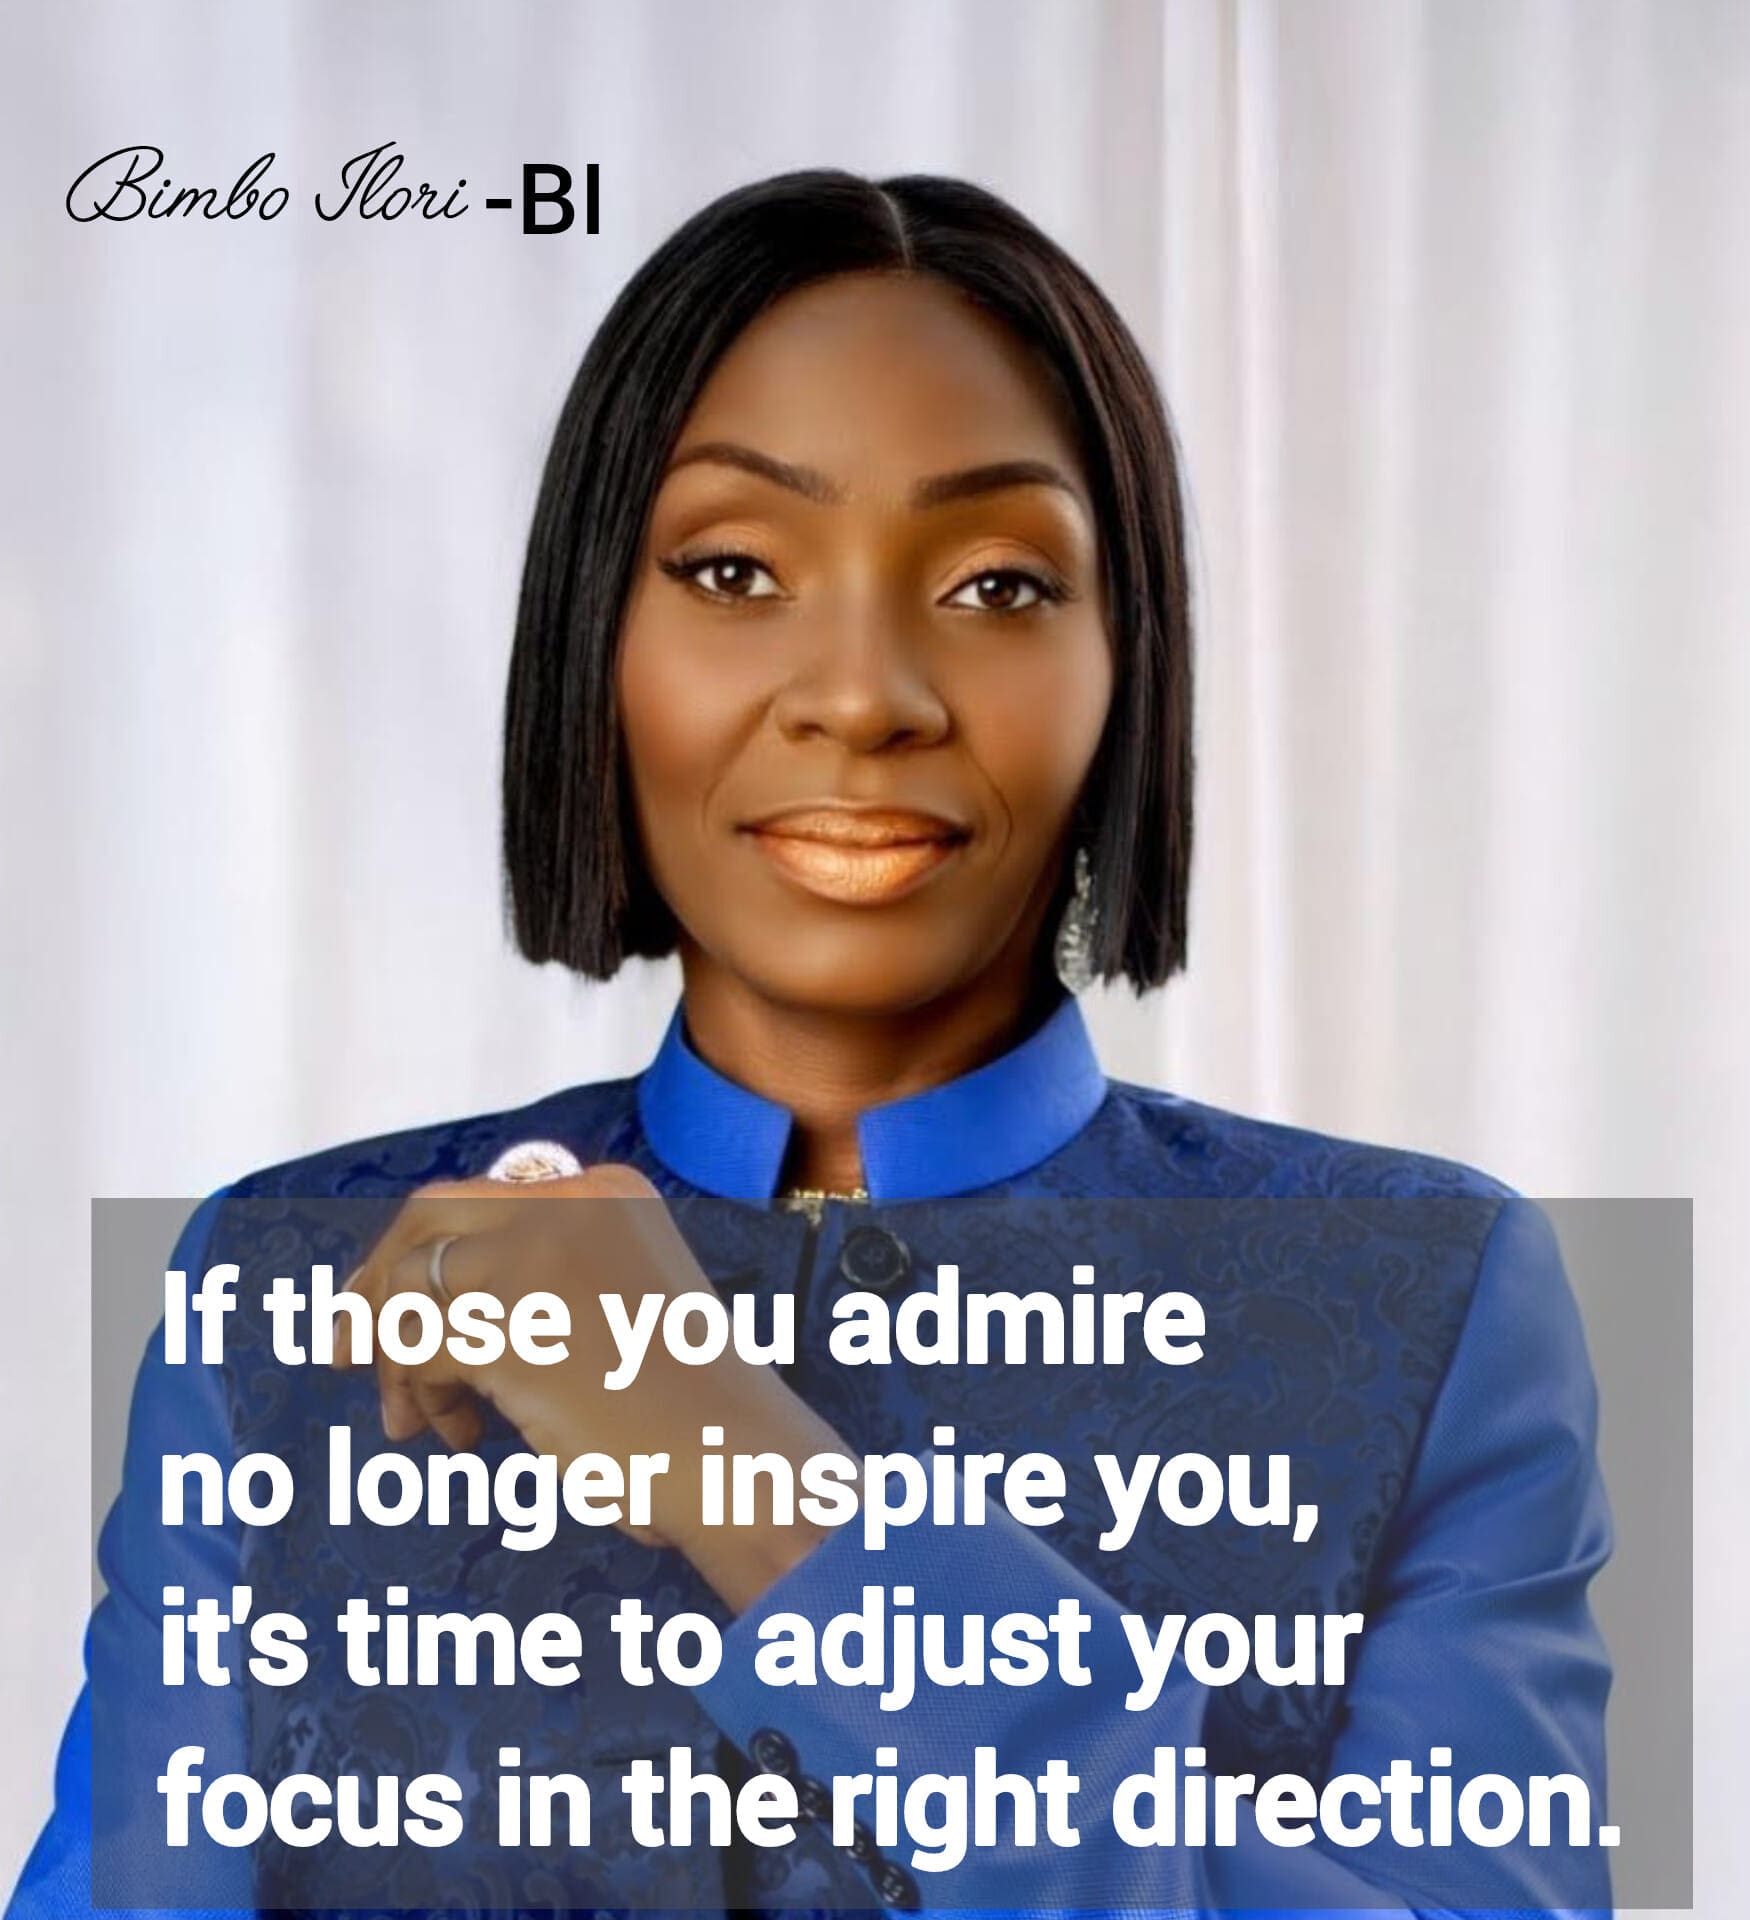 Bimbo Ilori -BI
If those you admire
no longer inspire you,
it's time to adjust your
focus in the right direction.